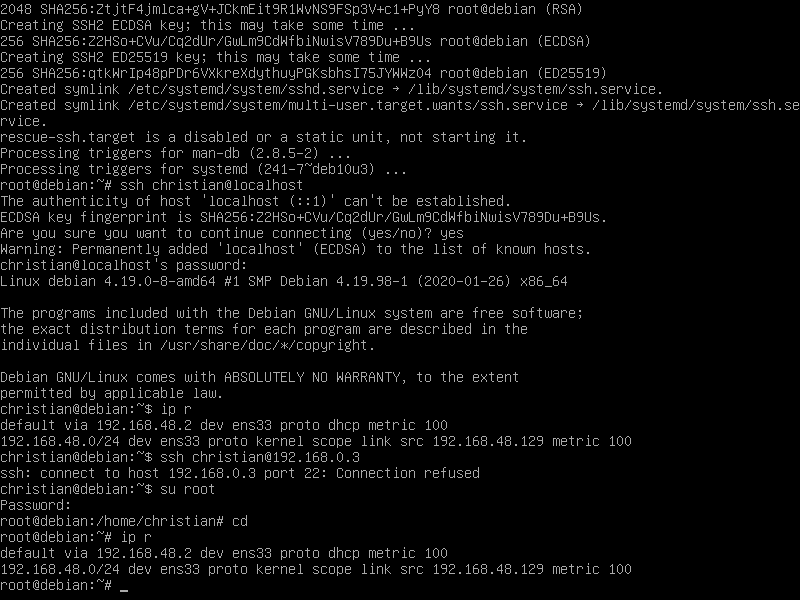 2048 SHA256:ZtjtF4jmlca+gV+JCKmEit9R1WvNS9FSp3V+c1+PyY8 root@debian (RSA)
Creating SSH2 ECDSA key; this may take some time ...
256 SHA256:Z2HSo+CVu/Cq2dUr/GwLm9CdWfbiNwisV789Du+B9Us root@debian (ECDSA)
Creating SSH2 ED25519 key; this may take some time ...
256 SHA256:qtkWrIp48pPDr6VXkreXdythuyPGKsbhsI75JYWWz04 root@debian (ED25519)
Created symlink /etc/systemd/system/sshd.service → /lib/systemd/system/ssh.service.
Created symlink /etc/systemd/system/multi-user.target.wants/ssh.service → /lib/systemd/system/ssh.se
rvice.
rescue-ssh.target is a disabled or a static unit, not starting it.
Processing triggers for man-db (2.8.5-2) ...
Processing triggers for systemd (241-7~deb10u3) ...
root@debian:~# ssh christian@localhost
The authenticity of host 'localhost (::1)' can't be established.
ECDSA key fingerprint is SHA256:Z2HSo+CVu/Cq2dUr/GwLm9CdWfbiNwisV789Du+B9Us.
Are you sure you want to continue connecting (yes/no)? yes
Warning: Permanently added 'localhost' (ECDSA) to the list of known hosts.
christian@localhost's password:
Linux debian 4.19.0-8-amd64 #1 SMP Debian 4.19.98-1 (2020-01-26) x86_64
The programs included with the Debian GNU/Linux system are free software;
the exact distribution terms for each program are described in the
individual files in /usr/share/doc/*/copyright.
Debian GNU/Linux comes with ABSOLUTELY NO WARRANTY, to the extent
permitted by applicable law.
christian@debian:~$ ip r
default via 192.168.48.2 dev ens33 proto dhcp metric 100
192.168.48.0/24 dev ens33 proto kernel scope link src 192.168.48.129 metric 100
christian@debian:~$ ssh christian@192.168.0.3
ssh: connect to host 192.168.0.3 port 22: Connection refused
christian@debian:~$ su root
Password:
root@debian:/home/christian# cd
root@debian:~# ip r
default via 192.168.48.2 dev ens33 proto dhcp metric 100
192.168.48.0/24 dev ens33 proto kernel scope link src 192.168.48.129 metric 100
root@debian:~# _